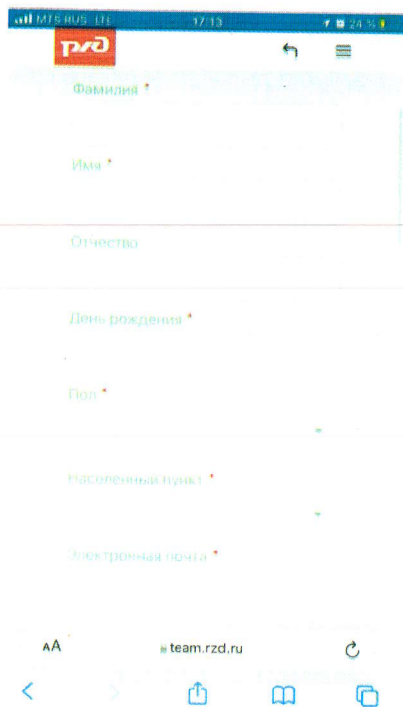 MTS RUS LTE 17:13 24 %
ржд
Фамилия *
Имя *
Отчество
День рождения *
Пол *
Населенный пункт *
Электронная почта *
AA team.rzd.ru